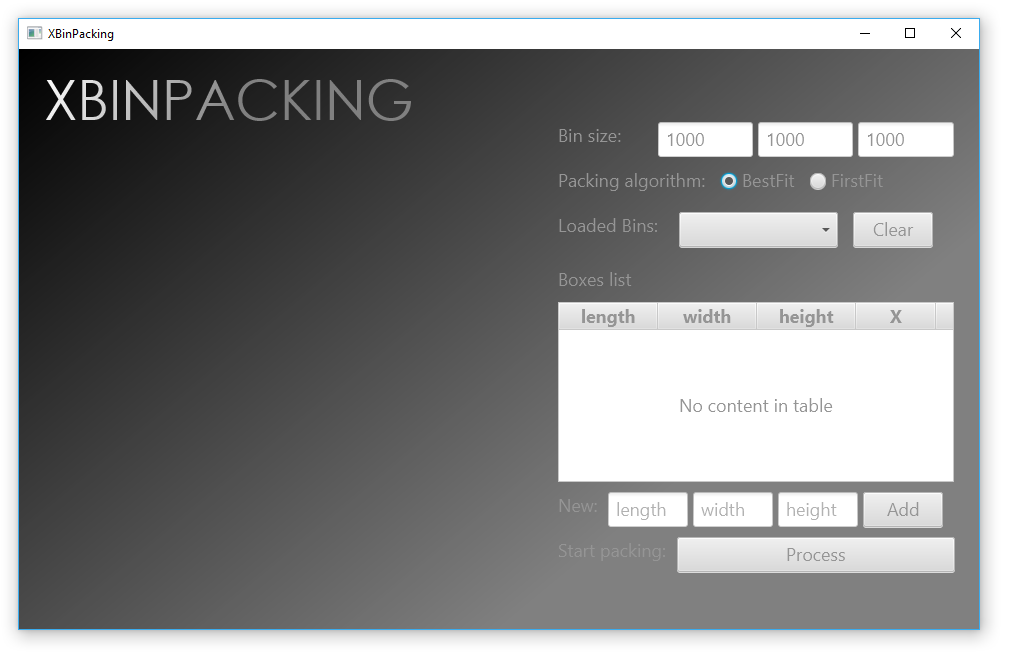 XBinPacking
XBINPACKING
Bin size: 1000 1000 1000
Packing algorithm: BestFit FirstFit
Loaded Bins: Clear
Boxes list
length width height X
No content in table
New: length width height Add
Start packing: Process